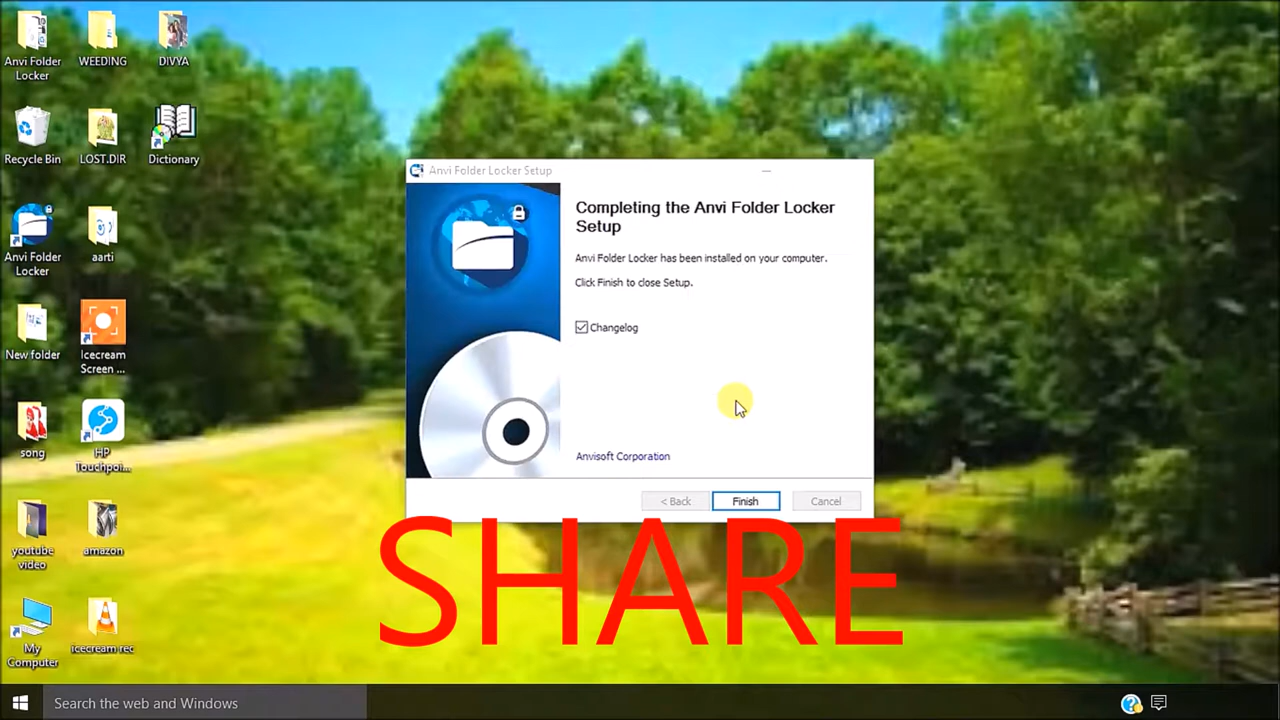 Anvi Folder
Locker
WEEDING
DIVYA
Recycle Bin
LOST.DIR
Dictionary
Anvi Folder
Locker
aarti
New folder
Icecream
Screen ...
song
HP
Touchpoi...
youtube
video
amazon
My
Computer
icecream rec
Anvi Folder Locker Setup
Completing the Anvi Folder Locker
Setup
Anvi Folder Locker has been installed on your computer.
Click Finish to close Setup.
Changelog
Anvisoft Corporation
< Back
Finish
Cancel
SHARE
Search the web and Windows